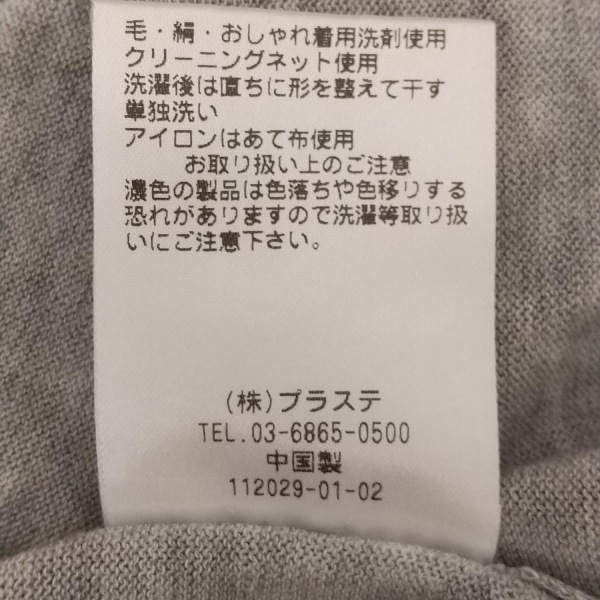 毛・絹・おしゃれ着用洗剤使用
クリーニングネット使用
洗濯後は直ちに形を整えて干す
単独洗い
アイロンはあて布使用
お取り扱い上のご注意
濃色の製品は色落ちや色移りする
恐れがありますので洗濯等取り扱
いにご注意下さい。
(株)プラステ
TEL.03-6865-0500
中国製
112029-01-02